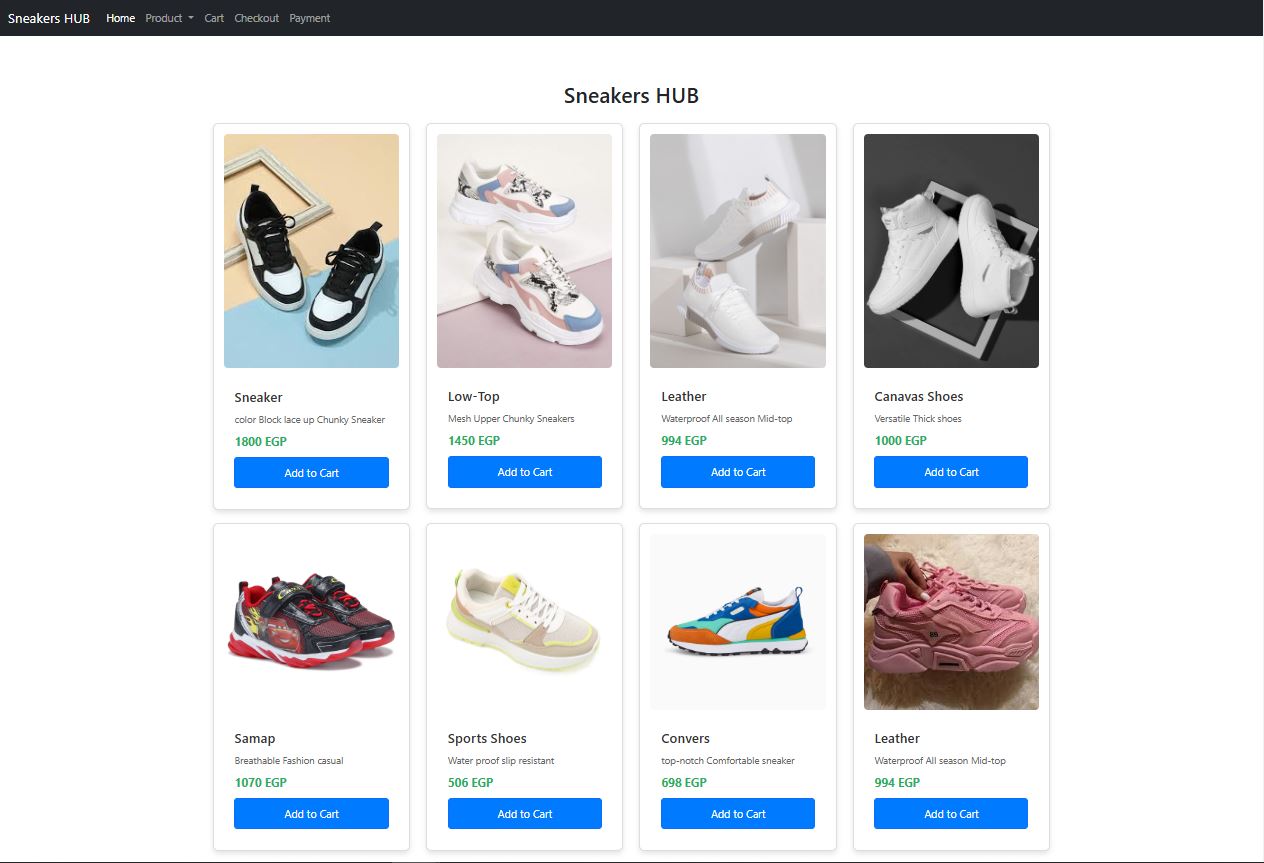 Sneakers HUB Home Product Cart Checkout Payment
Sneakers HUB
Sneaker
color Block lace up Chunky Sneaker
1800 EGP
Add to Cart
Low-Top
Mesh Upper Chunky Sneakers
1450 EGP
Add to Cart
Leather
Waterproof All season Mid-top
994 EGP
Add to Cart
Canavas Shoes
Versatile Thick shoes
1000 EGP
Add to Cart
Samap
Breathable Fashion casual
1070 EGP
Add to Cart
Sports Shoes
Water proof slip resistant
506 EGP
Add to Cart
Convers
top-notch Comfortable sneaker
698 EGP
Add to Cart
Leather
Waterproof All season Mid-top
994 EGP
Add to Cart